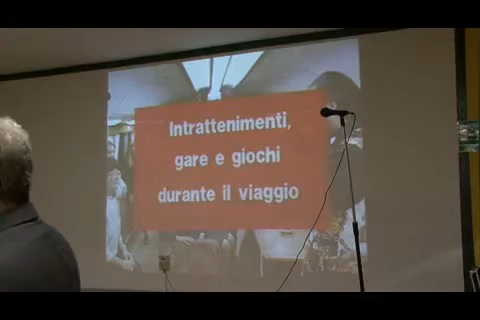 Intrattenimenti,
gare e giochi
durante il viaggio